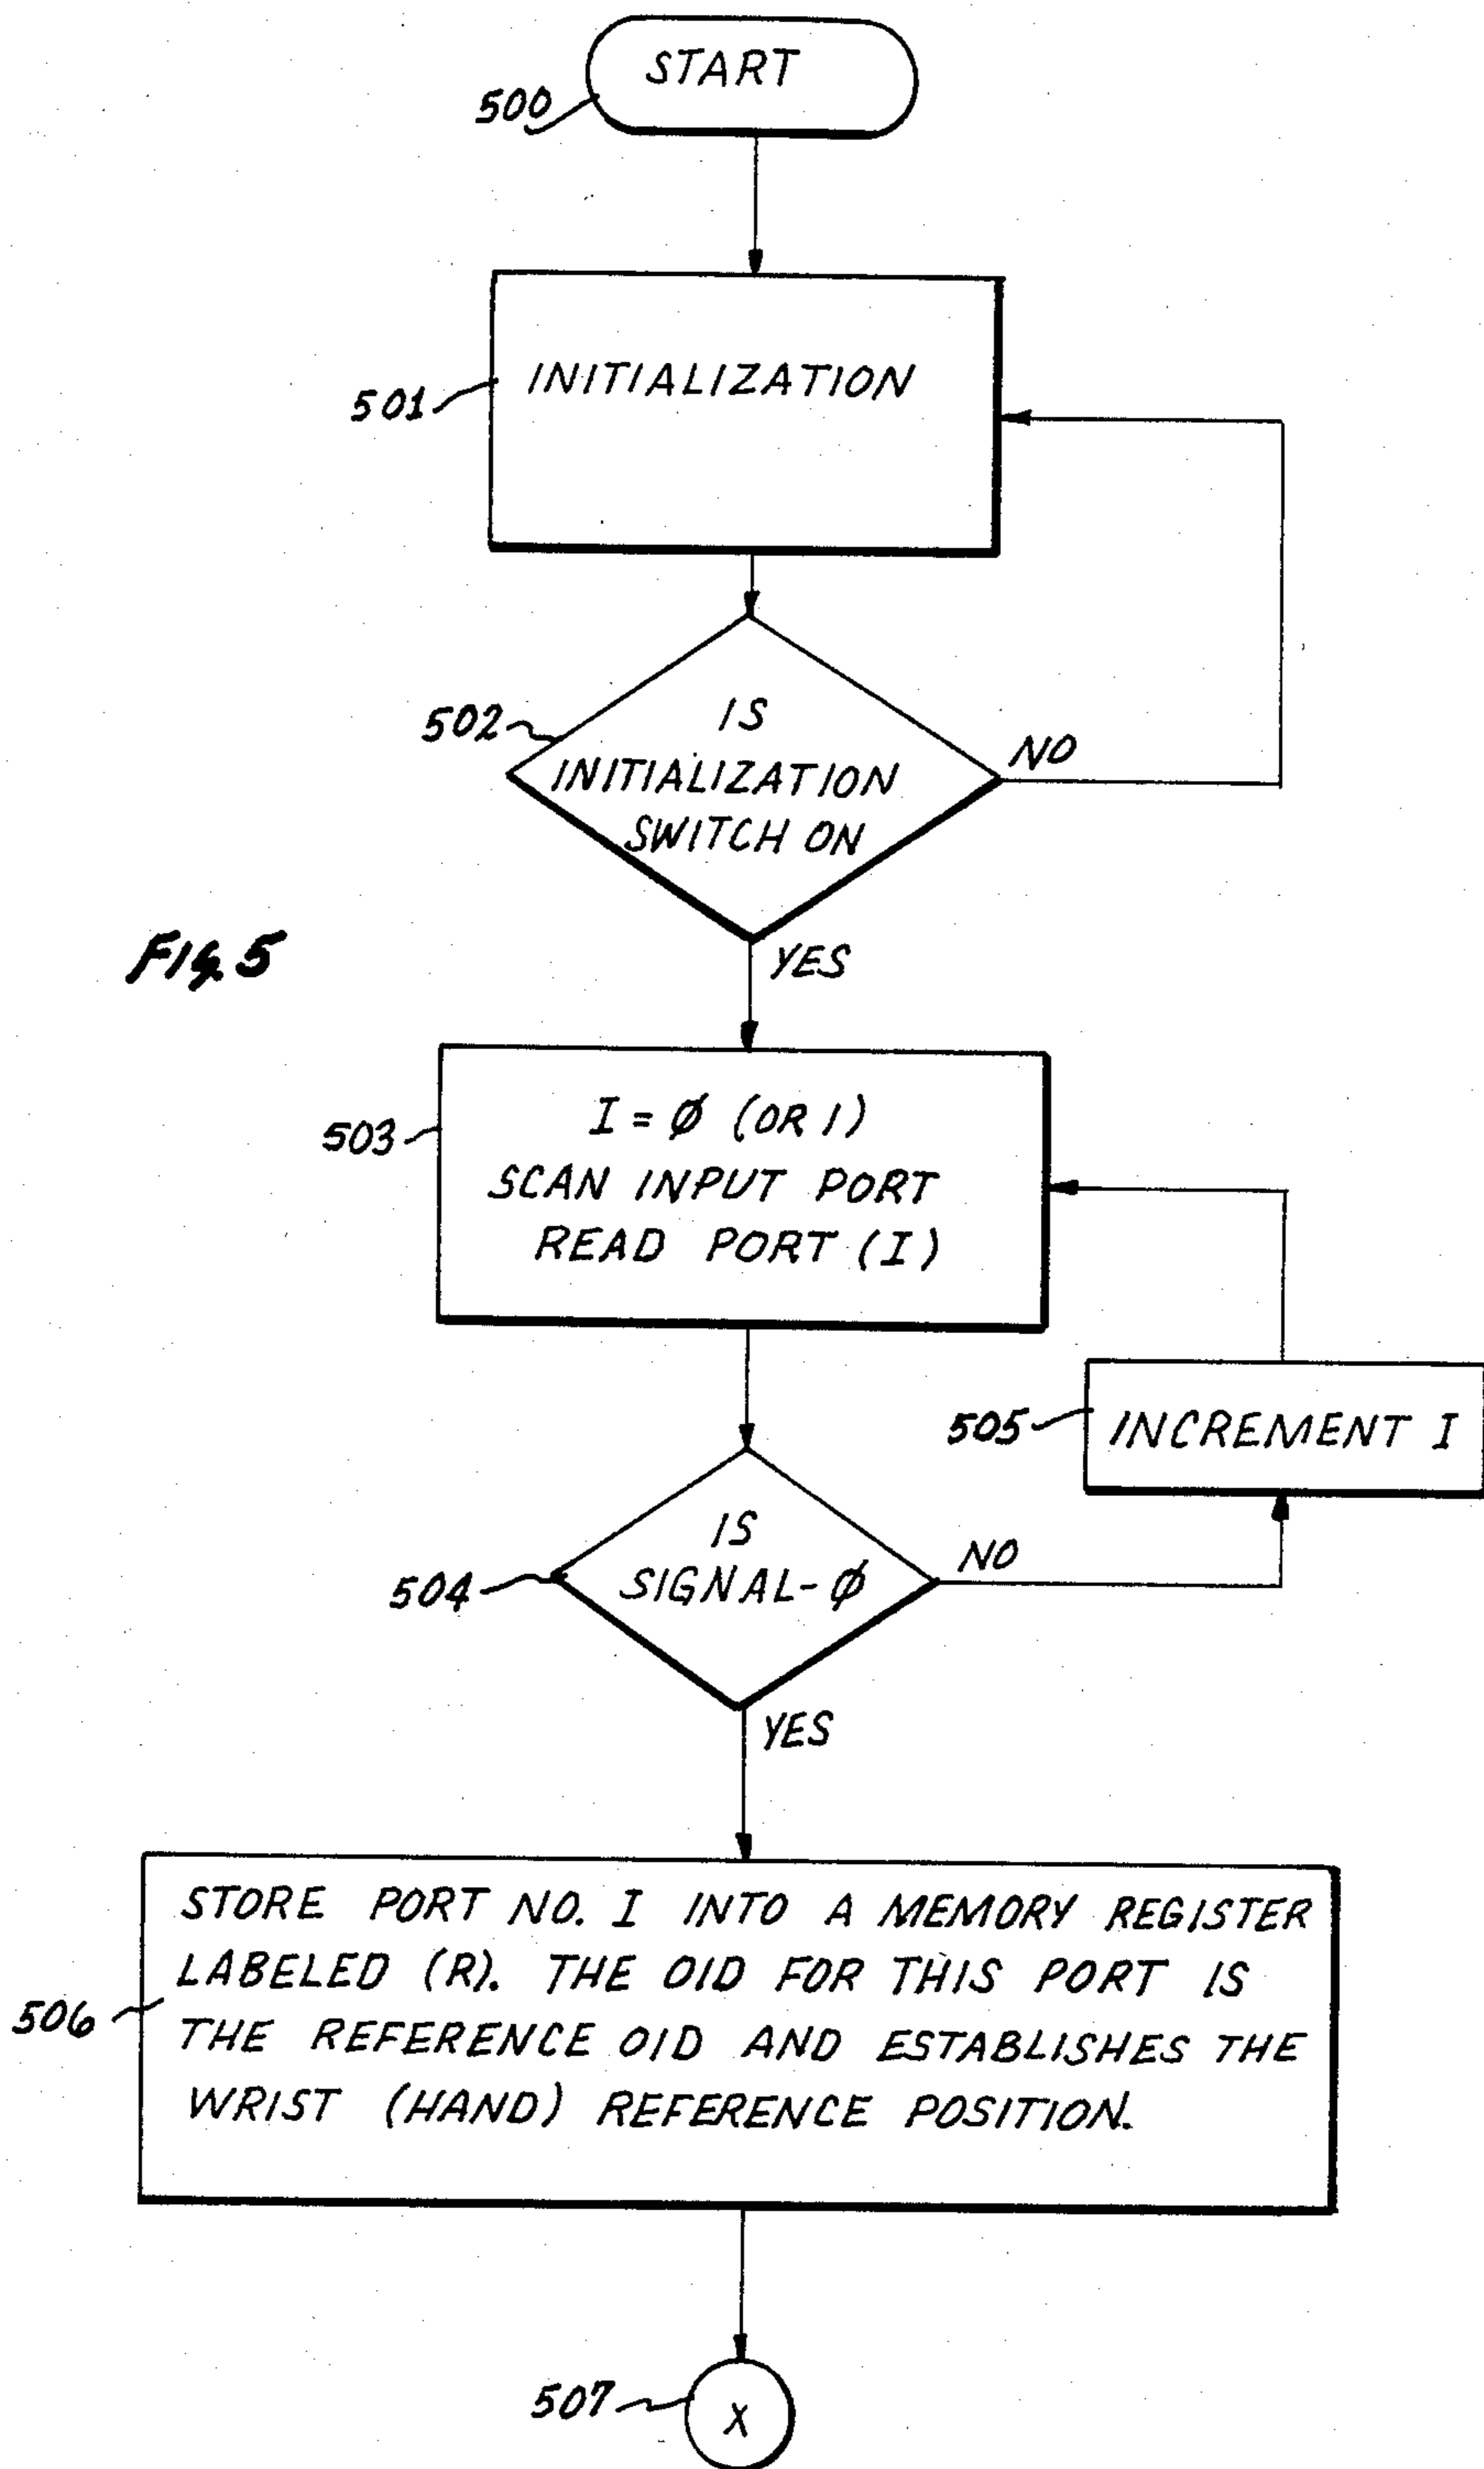 START
500
INITIALIZATION
501
IS
INITIALIZATION
SWITCH ON
502
NO
FIG. 5
YES
I = Ø (OR 1)
SCAN INPUT PORT
READ PORT (I)
503
505
INCREMENT I
IS
SIGNAL-Ø
504
NO
YES
STORE PORT NO. I INTO A MEMORY REGISTER
LABELED (R). THE OID FOR THIS PORT IS
THE REFERENCE OID AND ESTABLISHES THE
WRIST (HAND) REFERENCE POSITION.
506
507
X